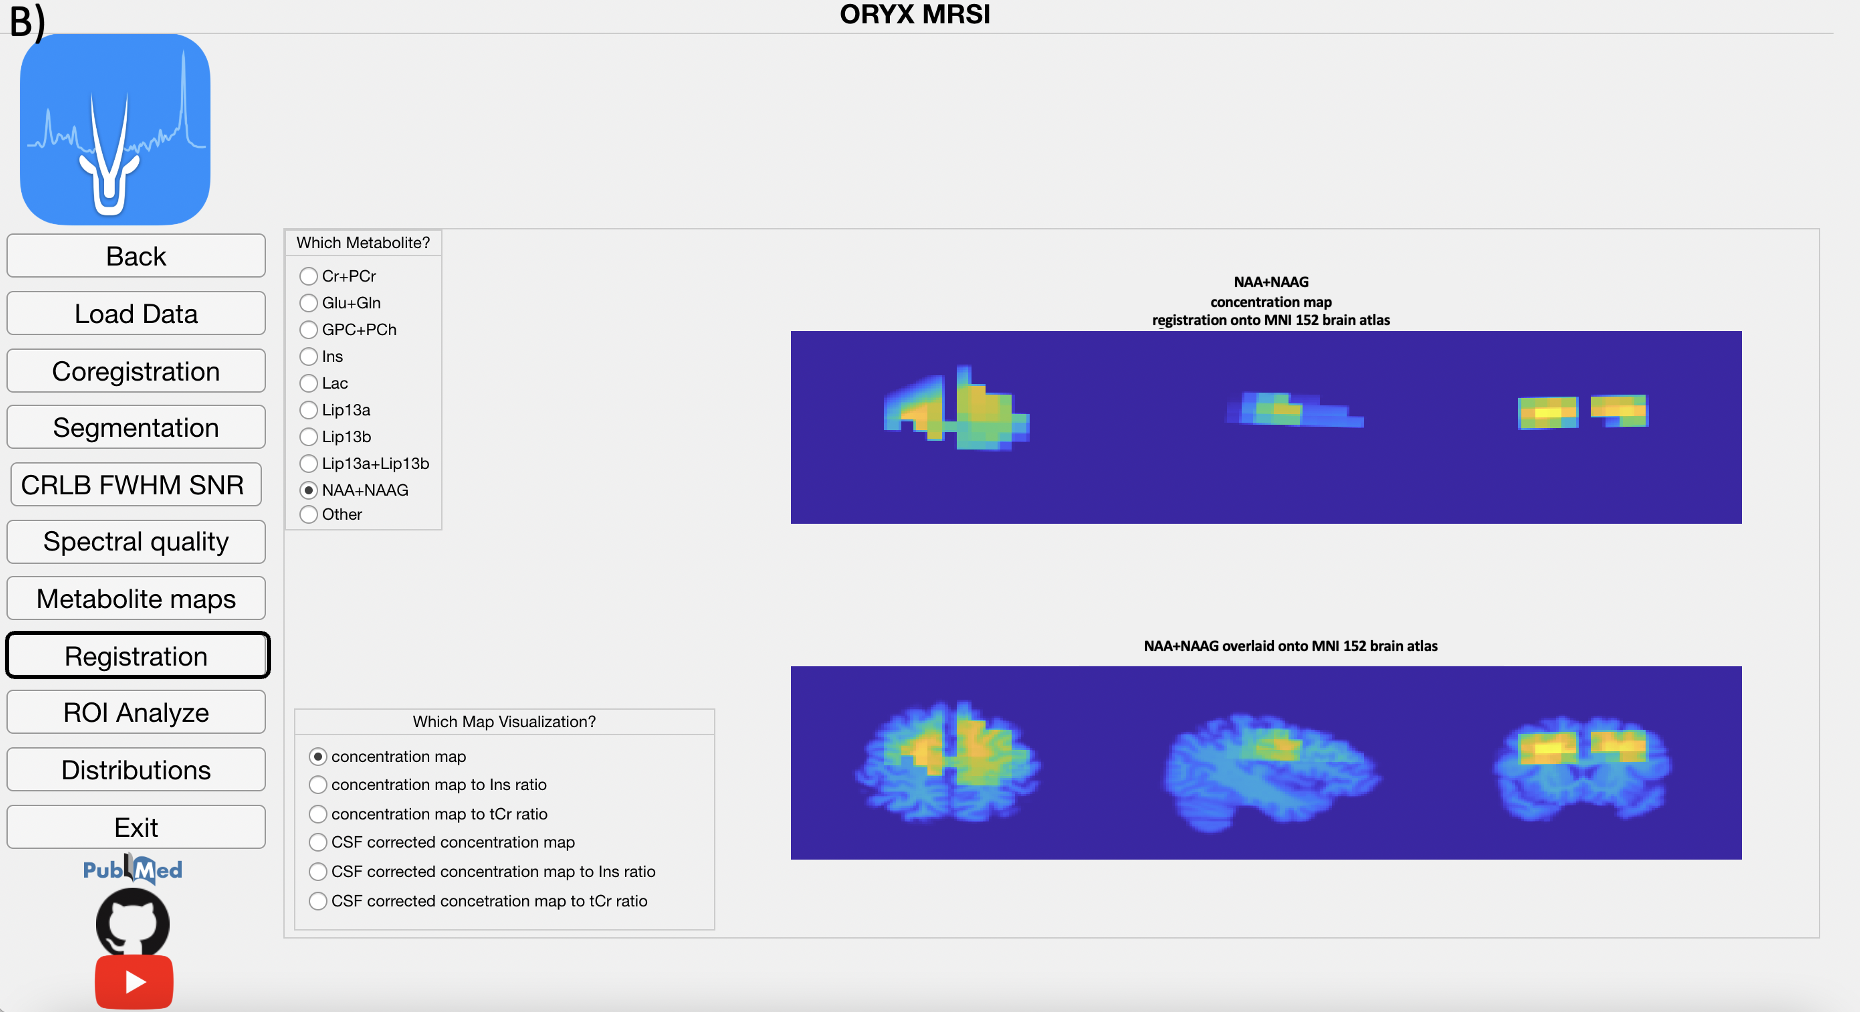 B)
ORYX MRSI
Back
Load Data
Coregistration
Segmentation
CRLB FWHM SNR
Spectral quality
Metabolite maps
Registration
ROI Analyze
Distributions
Exit
PubMed
Which Metabolite?
Cr+PCr
Glu+Gln
GPC+PCh
Ins
Lac
Lip13a
Lip13b
Lip13a+Lip13b
NAA+NAAG
Other
Which Map Visualization?
concentration map
concentration map to Ins ratio
concentration map to tCr ratio
CSF corrected concentration map
CSF corrected concentration map to Ins ratio
CSF corrected concetration map to tCr ratio
NAA+NAAG
concentration map
registration onto MNI 152 brain atlas
NAA+NAAG overlaid onto MNI 152 brain atlas